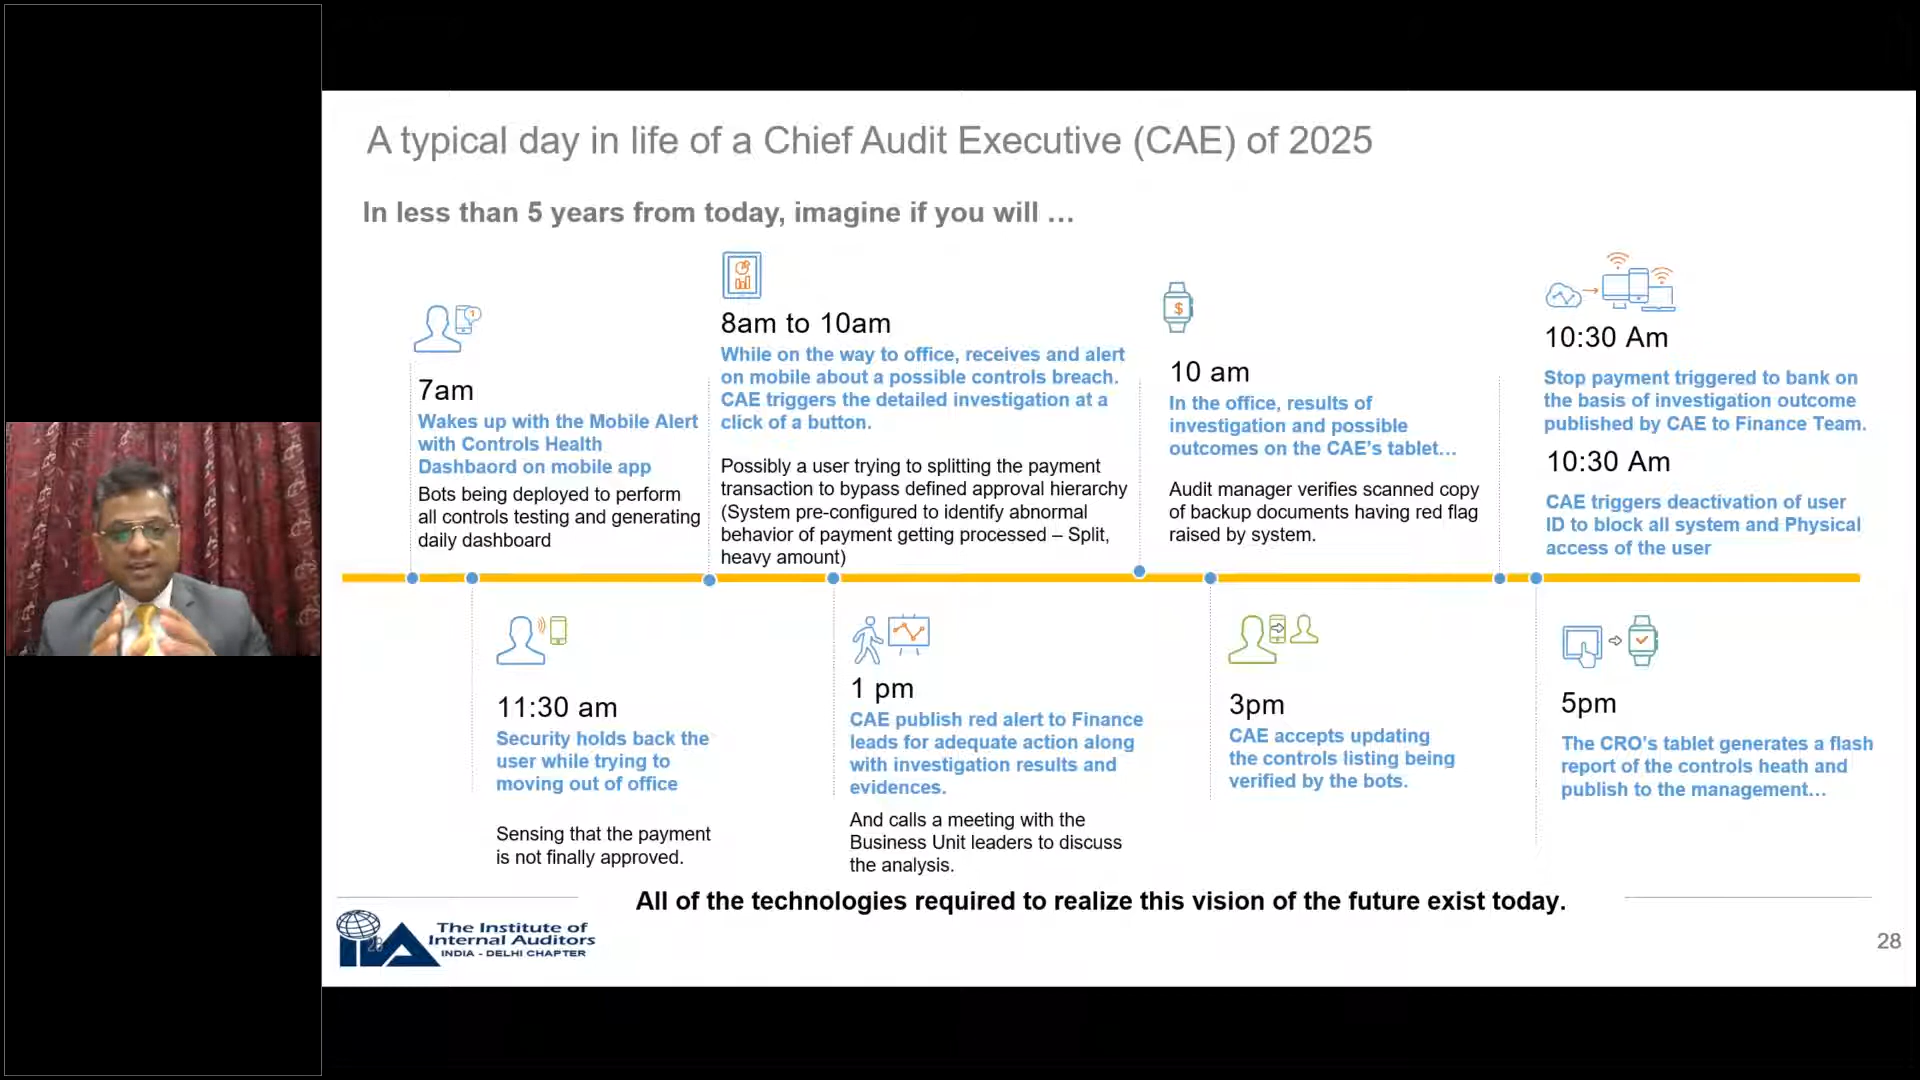 A typical day in life of a Chief Audit Executive (CAE) of 2025
In less than 5 years from today, imagine if you will …
7am
Wakes up with the Mobile Alert
with Controls Health
Dashbaord on mobile app
Bots being deployed to perform
all controls testing and generating
daily dashboard
8am to 10am
While on the way to office, receives and alert
on mobile about a possible controls breach.
CAE triggers the detailed investigation at a
click of a button.
Possibly a user trying to splitting the payment
transaction to bypass defined approval hierarchy
(System pre-configured to identify abnormal
behavior of payment getting processed – Split,
heavy amount)
$
10 am
In the office, results of
investigation and possible
outcomes on the CAE's tablet…
Audit manager verifies scanned copy
of backup documents having red flag
raised by system.
10:30 Am
Stop payment triggered to bank on
the basis of investigation outcome
published by CAE to Finance Team.
10:30 Am
CAE triggers deactivation of user
ID to block all system and Physical
access of the user
11:30 am
Security holds back the
user while trying to
moving out of office
Sensing that the payment
is not finally approved.
1 pm
CAE publish red alert to Finance
leads for adequate action along
with investigation results and
evidences.
And calls a meeting with the
Business Unit leaders to discuss
the analysis.
3pm
CAE accepts updating
the controls listing being
verified by the bots.
5pm
The CRO's tablet generates a flash
report of the controls heath and
publish to the management…
All of the technologies required to realize this vision of the future exist today.
The Institute of
Internal Auditors
INDIA - DELHI CHAPTER
28
28